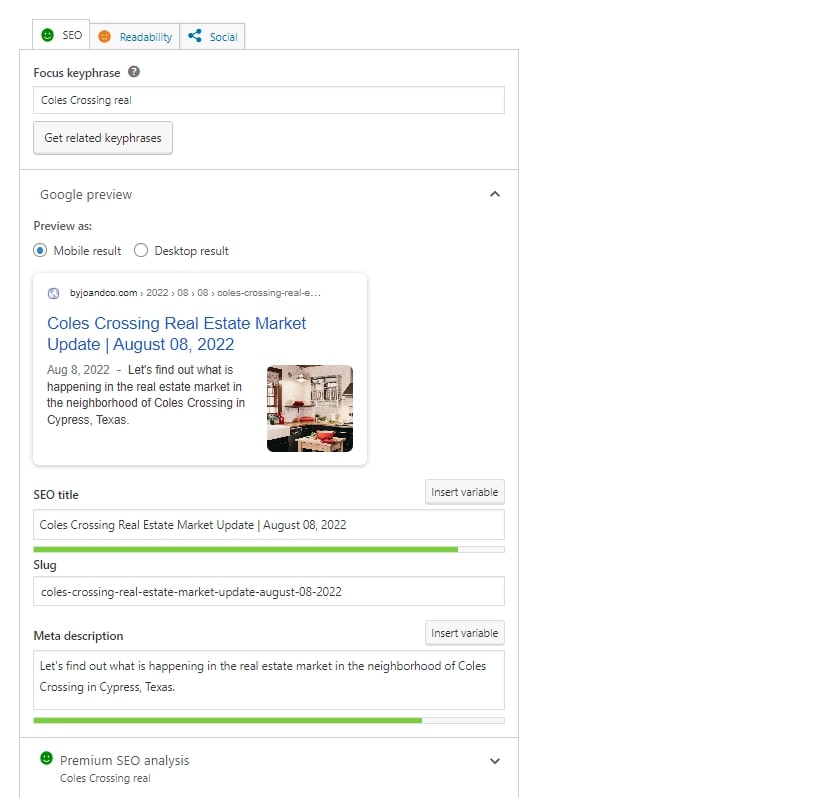 SEO
Readability
Social
Focus keyphrase
Coles Crossing real
Get related keyphrases
Google preview
Preview as:
Mobile result Desktop result
byjoandco.com › 2022 › 08 › 08 › coles-crossing-real-e…
Coles Crossing Real Estate Market
Update | August 08, 2022
Aug 8, 2022 - Let's find out what is
happening in the real estate market in
the neighborhood of Coles Crossing in
Cypress, Texas.
SEO title
Insert variable
Coles Crossing Real Estate Market Update | August 08, 2022
Slug
coles-crossing-real-estate-market-update-august-08-2022
Meta description
Insert variable
Let's find out what is happening in the real estate market in the neighborhood of Coles
Crossing in Cypress, Texas.
Premium SEO analysis
Coles Crossing real